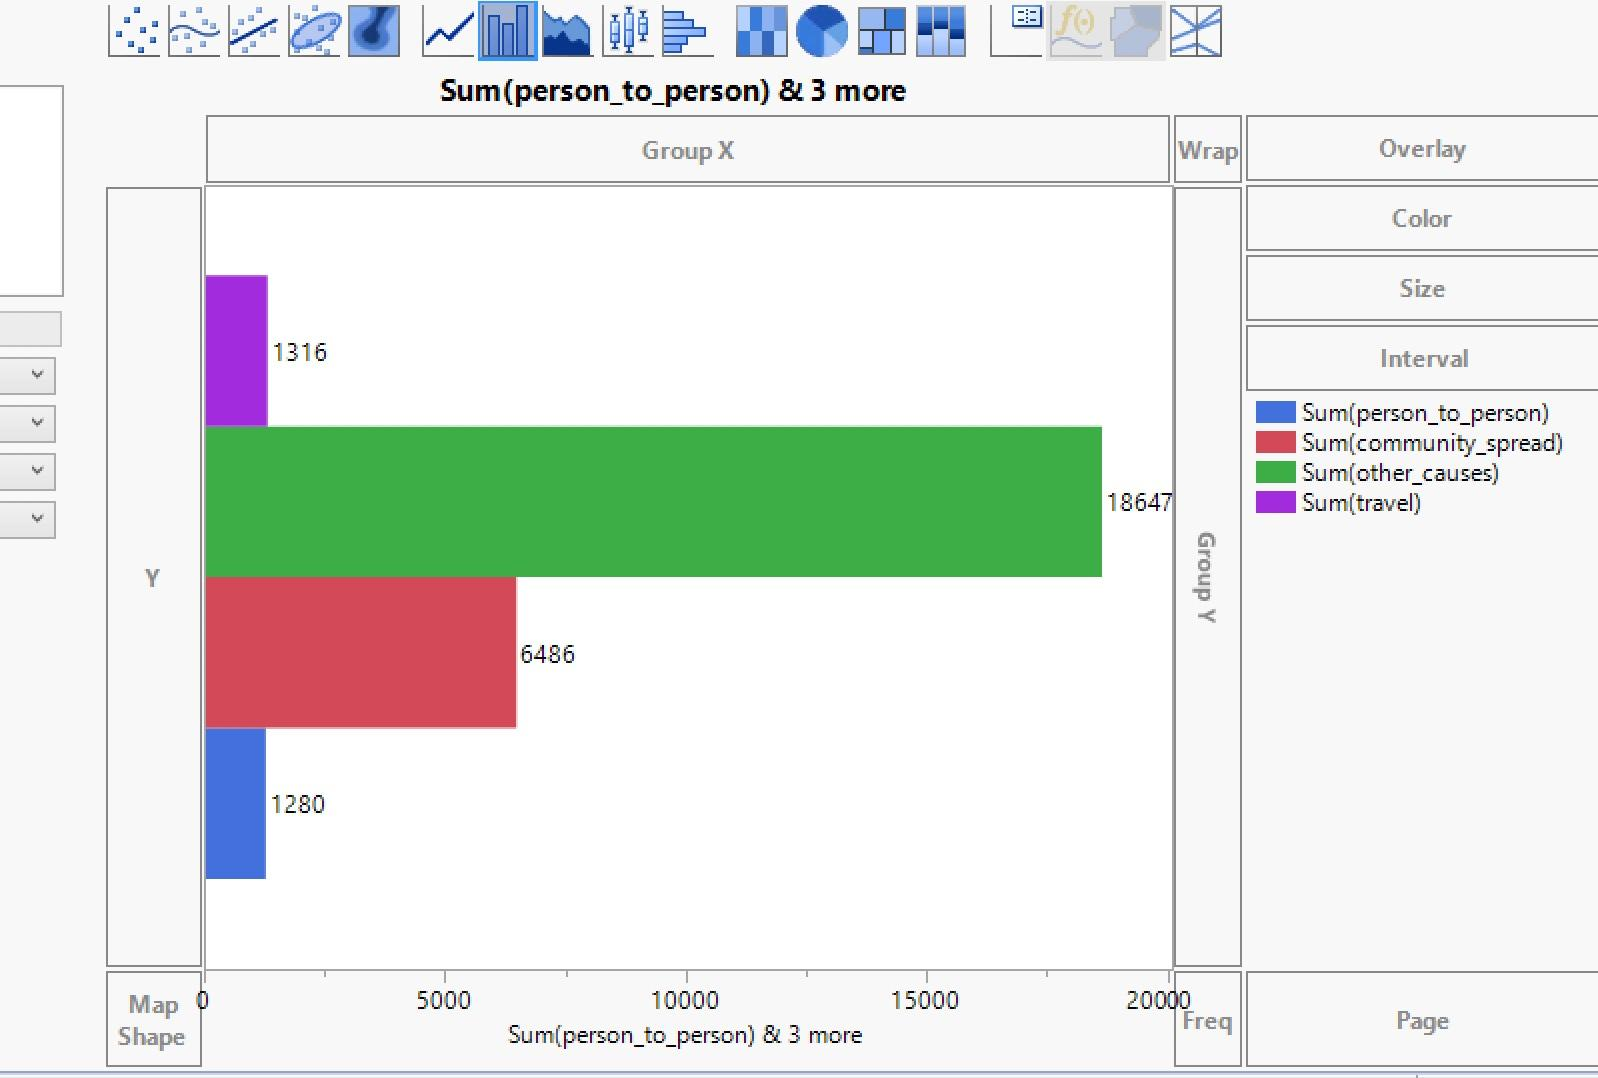 f(·)
Sum(person_to_person) & 3 more
Group X
Wrap
Overlay
Color
Size
Interval
Sum(person_to_person)
Sum(community_spread)
Sum(other_causes)
Sum(travel)
1316
18647
6486
1280
Y
Group Y
0 5000 10000 15000 20000
Sum(person_to_person) & 3 more
Map
Shape
Freq
Page